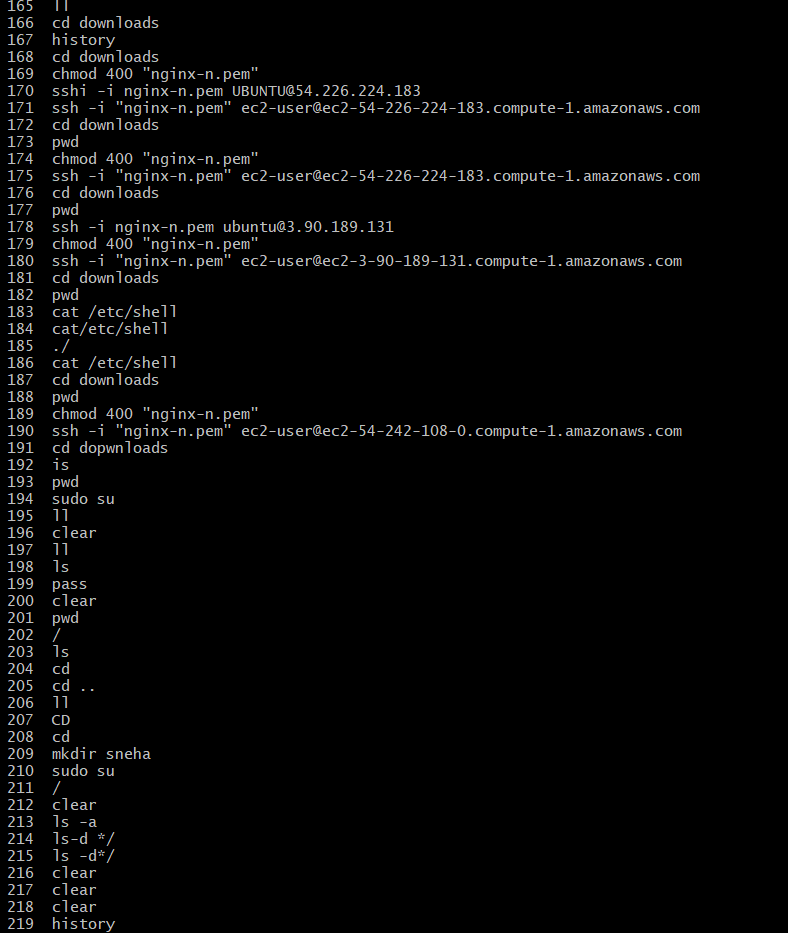 165 ll
166 cd downloads
167 history
168 cd downloads
169 chmod 400 "nginx-n.pem"
170 sshi -i nginx-n.pem UBUNTU@54.226.224.183
171 ssh -i "nginx-n.pem" ec2-user@ec2-54-226-224-183.compute-1.amazonaws.com
172 cd downloads
173 pwd
174 chmod 400 "nginx-n.pem"
175 ssh -i "nginx-n.pem" ec2-user@ec2-54-226-224-183.compute-1.amazonaws.com
176 cd downloads
177 pwd
178 ssh -i nginx-n.pem ubuntu@3.90.189.131
179 chmod 400 "nginx-n.pem"
180 ssh -i "nginx-n.pem" ec2-user@ec2-3-90-189-131.compute-1.amazonaws.com
181 cd downloads
182 pwd
183 cat /etc/shell
184 cat/etc/shell
185 ./
186 cat /etc/shell
187 cd downloads
188 pwd
189 chmod 400 "nginx-n.pem"
190 ssh -i "nginx-n.pem" ec2-user@ec2-54-242-108-0.compute-1.amazonaws.com
191 cd dopwnloads
192 is
193 pwd
194 sudo su
195 ll
196 clear
197 ll
198 ls
199 pass
200 clear
201 pwd
202 /
203 ls
204 cd
205 cd ..
206 ll
207 CD
208 cd
209 mkdir sneha
210 sudo su
211 /
212 clear
213 ls -a
214 ls-d */
215 ls -d*/
216 clear
217 clear
218 clear
219 history